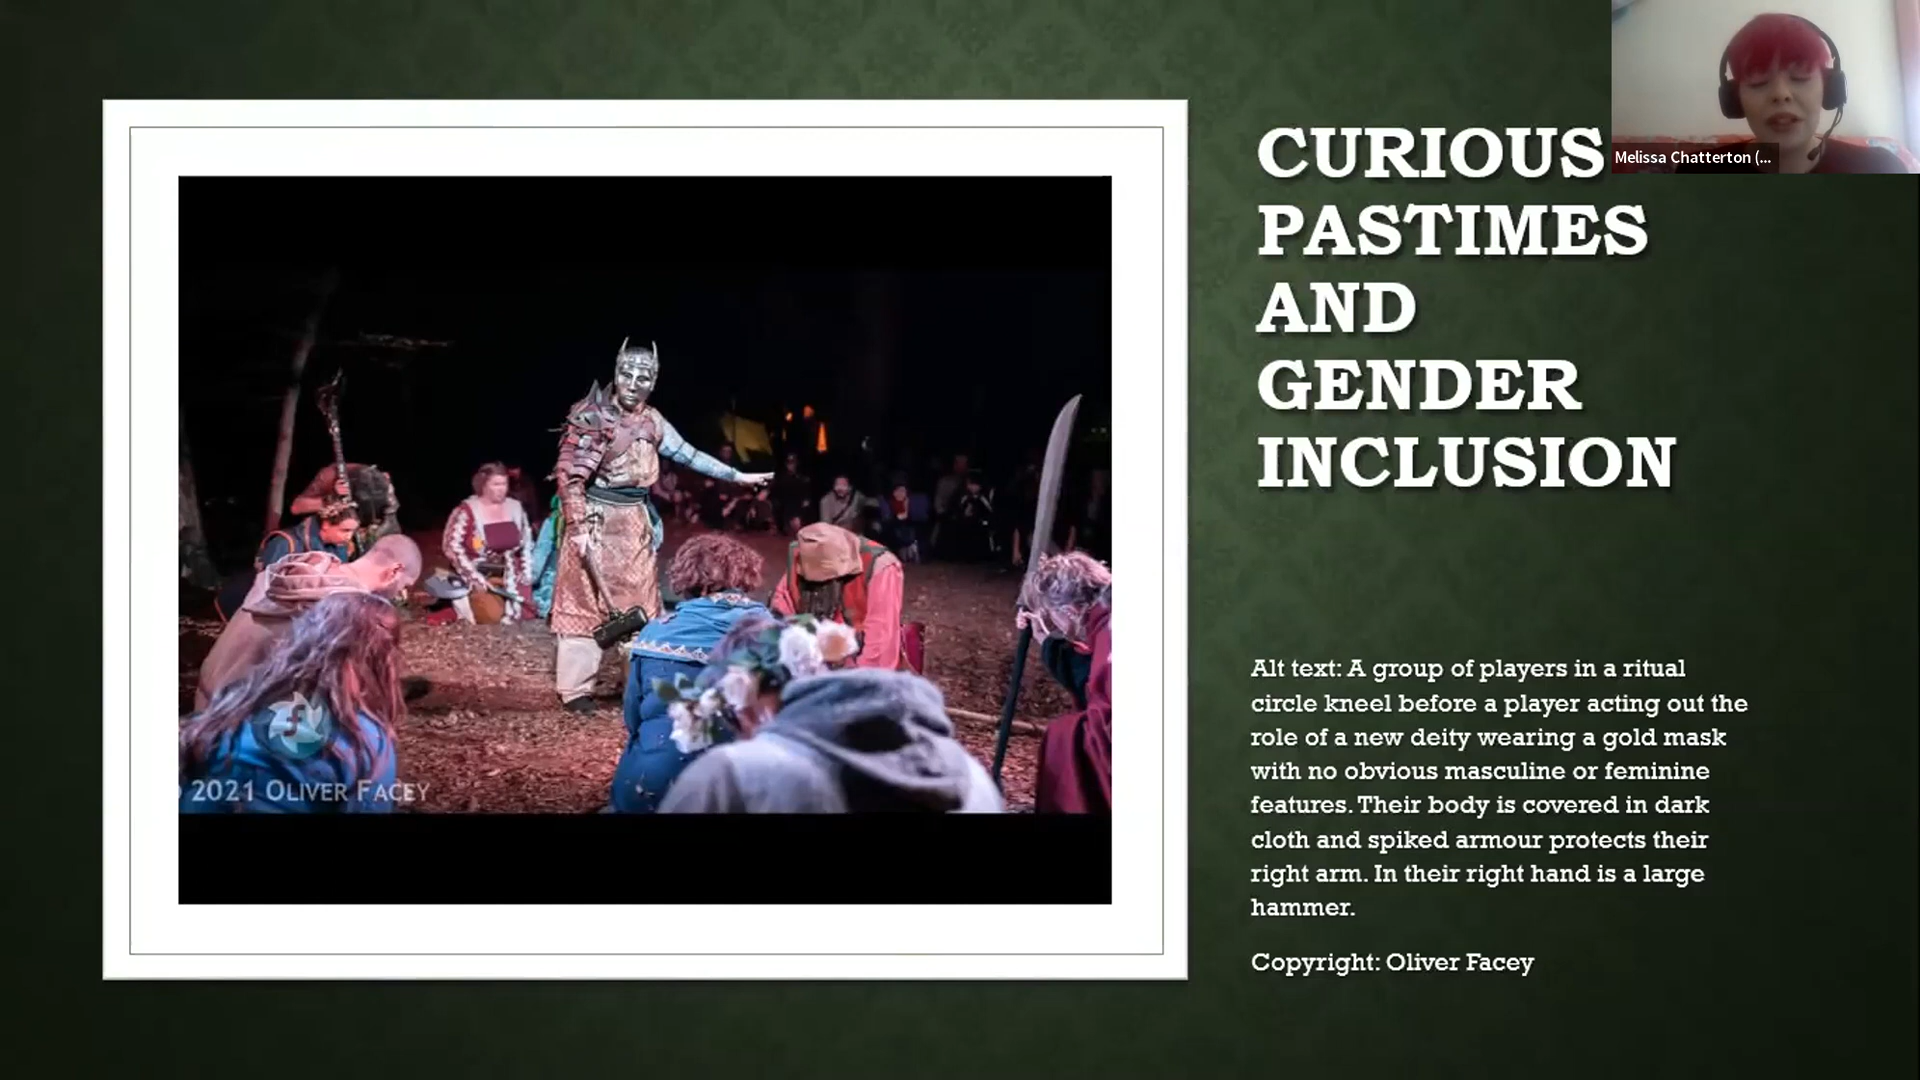 CURIOUS
PASTIMES
AND
GENDER
INCLUSION
Melissa Chatterton (...
Alt text: A group of players in a ritual
circle kneel before a player acting out the
role of a new deity wearing a gold mask
with no obvious masculine or feminine
features. Their body is covered in dark
cloth and spiked armour protects their
right arm. In their right hand is a large
hammer.
Copyright: Oliver Facey
2021 OLIVER FACEY